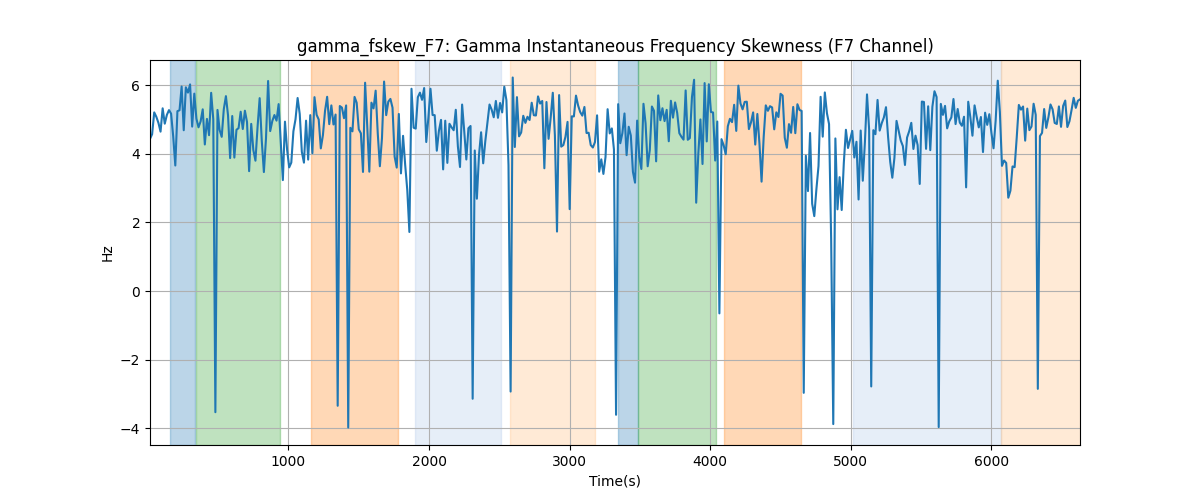 gamma_fskew_F7: Gamma Instantaneous Frequency Skewness (F7 Channel)
6
4
2
0
−2
−4
Hz
1000 2000 3000 4000 5000 6000
Time(s)